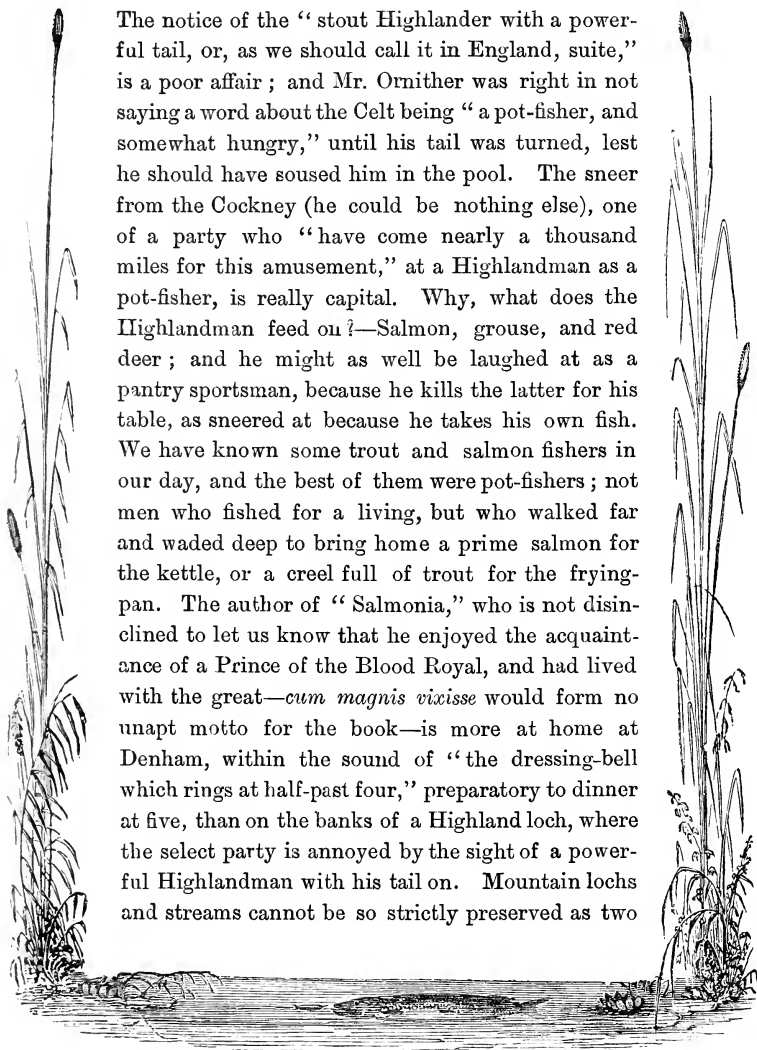 The notice of the “ stout Highlander with a power-
ful tail, or, as we should call it in England, suite,”
is a poor affair ; and Mr. Ornither was right in not
saying a word about the Celt being “ a pot-fisher, and
somewhat hungry,” until his tail was turned, lest
he should have soused him in the pool. The sneer
from the Cockney (he could be nothing else), one
of a party who “ have come nearly a thousand
miles for this amusement,” at a Highlandman as a
pot-fisher, is really capital. Why, what does the
Highlandman feed on ?—Salmon, grouse, and red
deer ; and he might as well be laughed at as a
pantry sportsman, because he kills the latter for his
table, as sneered at because he takes his own fish.
We have known some trout and salmon fishers in
our day, and the best of them were pot-fishers ; not
men who fished for a living, but who walked far
and waded deep to bring home a prime salmon for
the kettle, or a creel full of trout for the frying-
pan. The author of “ Salmonia,” who is not disin-
clined to let us know that he enjoyed the acquaint-
ance of a Prince of the Blood Royal, and had lived
with the great—cum magnis vixisse would form no
unapt motto for the book—is more at home at
Denham, within the sound of “ the dressing-bell
which rings at half-past four,” preparatory to dinner
at five, than on the banks of a Highland loch, where
the select party is annoyed by the sight of a power-
ful Highlandman with his tail on. Mountain lochs
and streams cannot be so strictly preserved as two